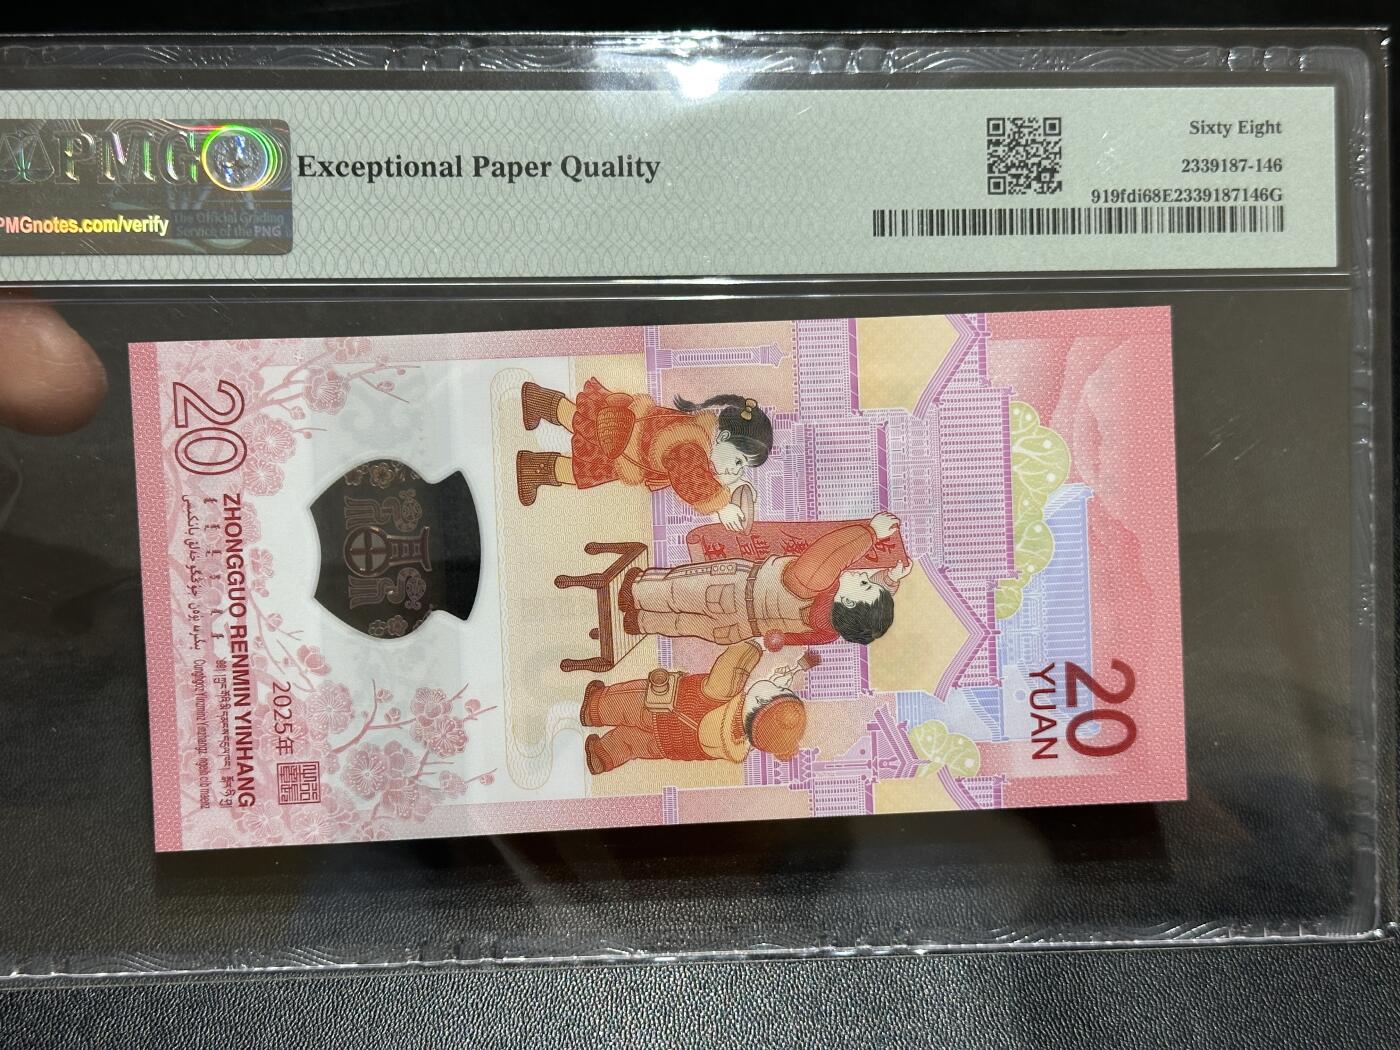 PMG
PMGnotes.com/verify
The Official Grading
Service of the PNG
Exceptional Paper Quality
Sixty Eight
2339187-146
919fdi68E2339187146G
20
ZHONGGUO RENMIN YINHANG
2025年
20
YUAN